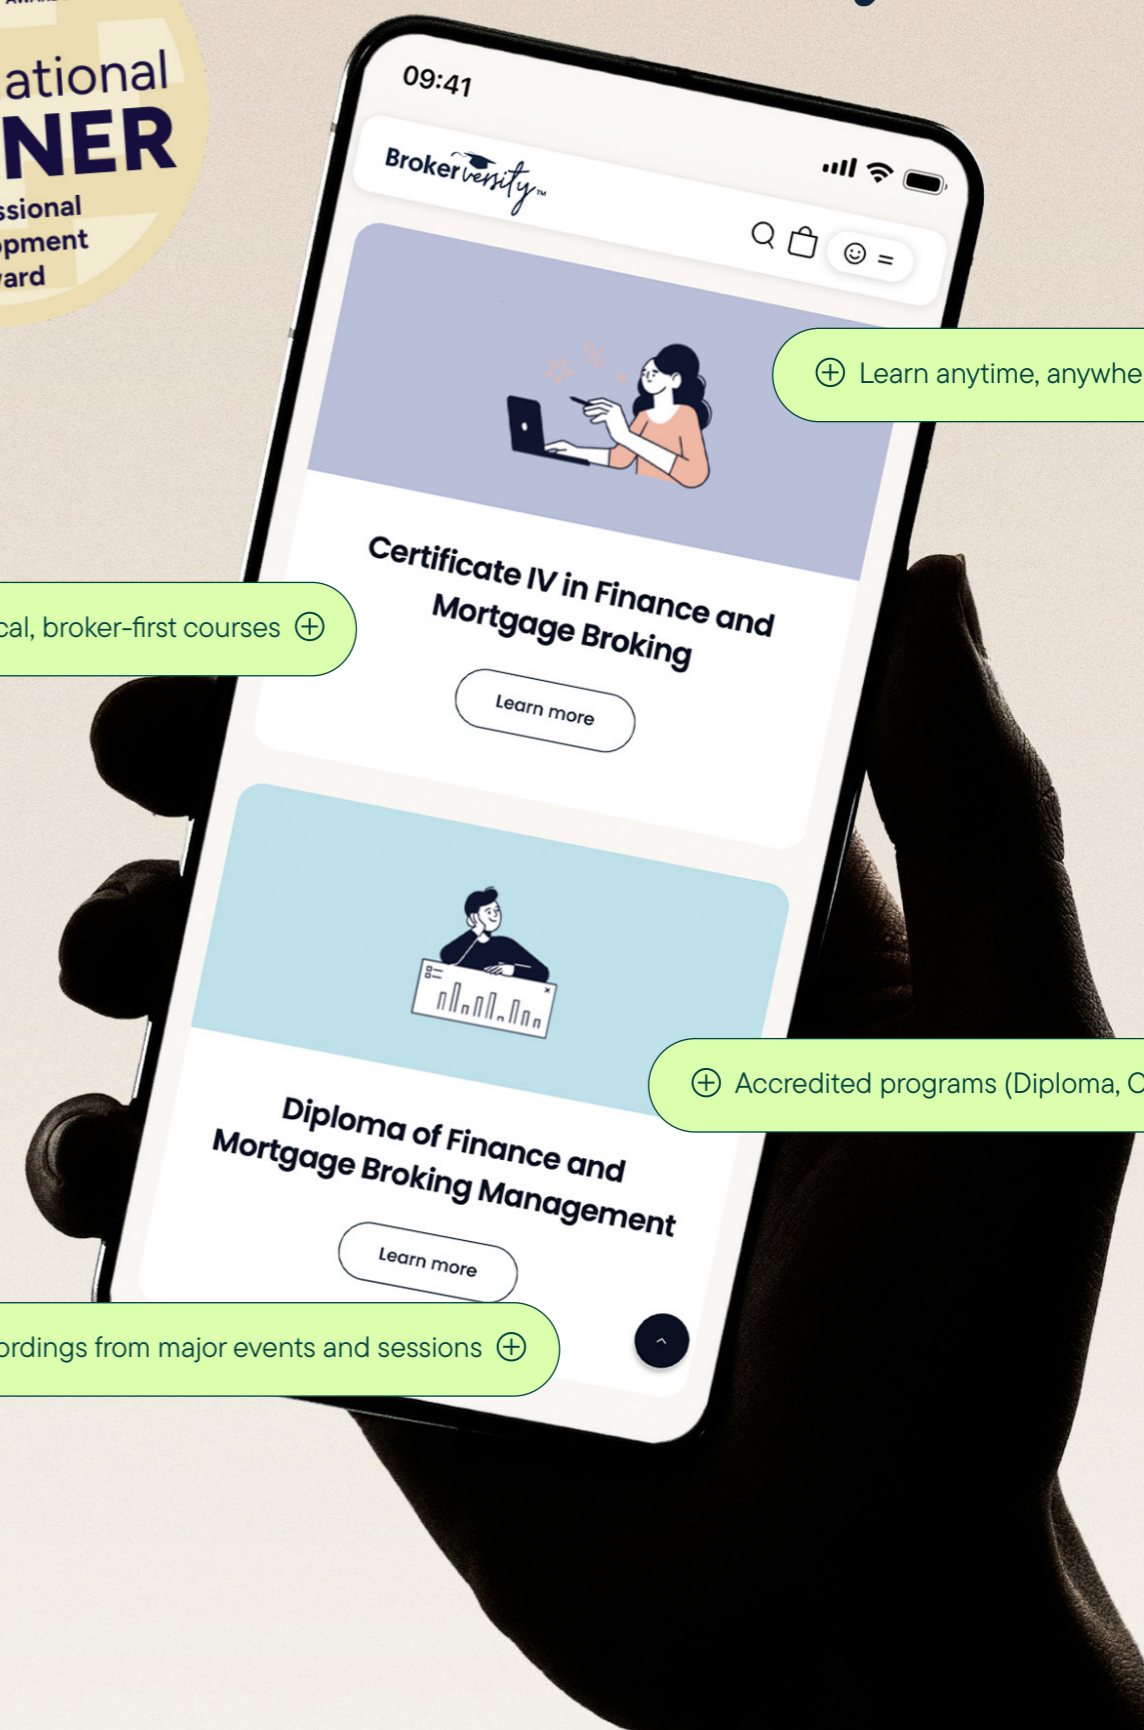 ational
NER
ssional
opment
ard
09:41
Brokerversity™
Learn anytime, anywhe
Certificate IV in Finance and
Mortgage Broking
Learn more
cal, broker-first courses
Diploma of Finance and
Mortgage Broking Management
Learn more
Accredited programs (Diploma, C
ordings from major events and sessions